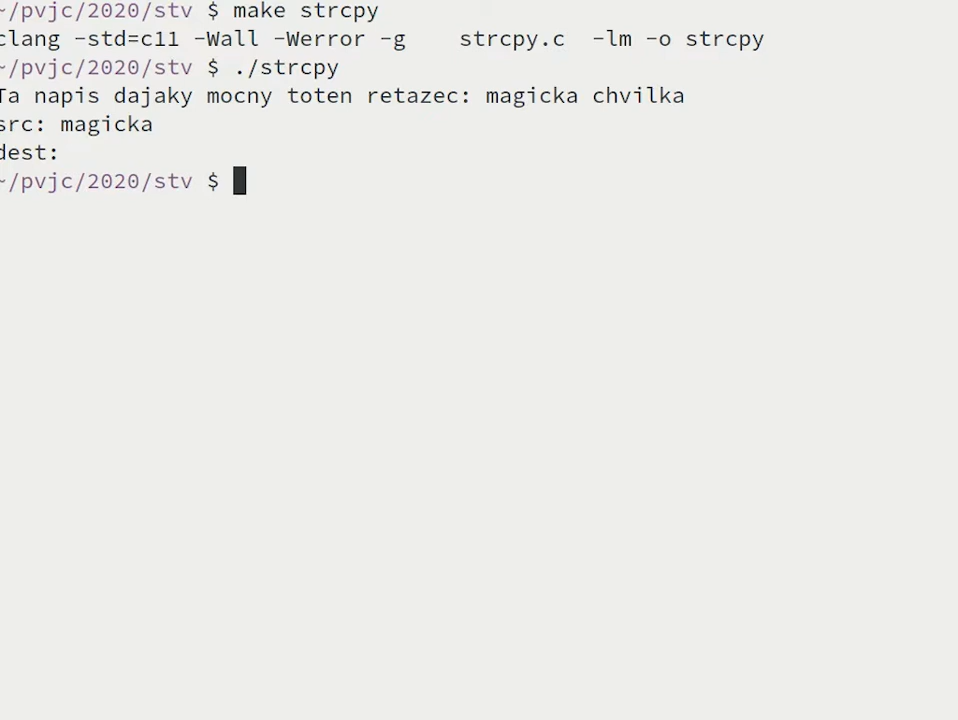 ~/pvjc/2020/stv $ make strcpy
clang -std=c11 -Wall -Werror -g    strcpy.c  -lm -o strcpy
~/pvjc/2020/stv $ ./strcpy
Ta napis dajaky mocny toten retazec: magicka chvilka
src: magicka
dest:
~/pvjc/2020/stv $